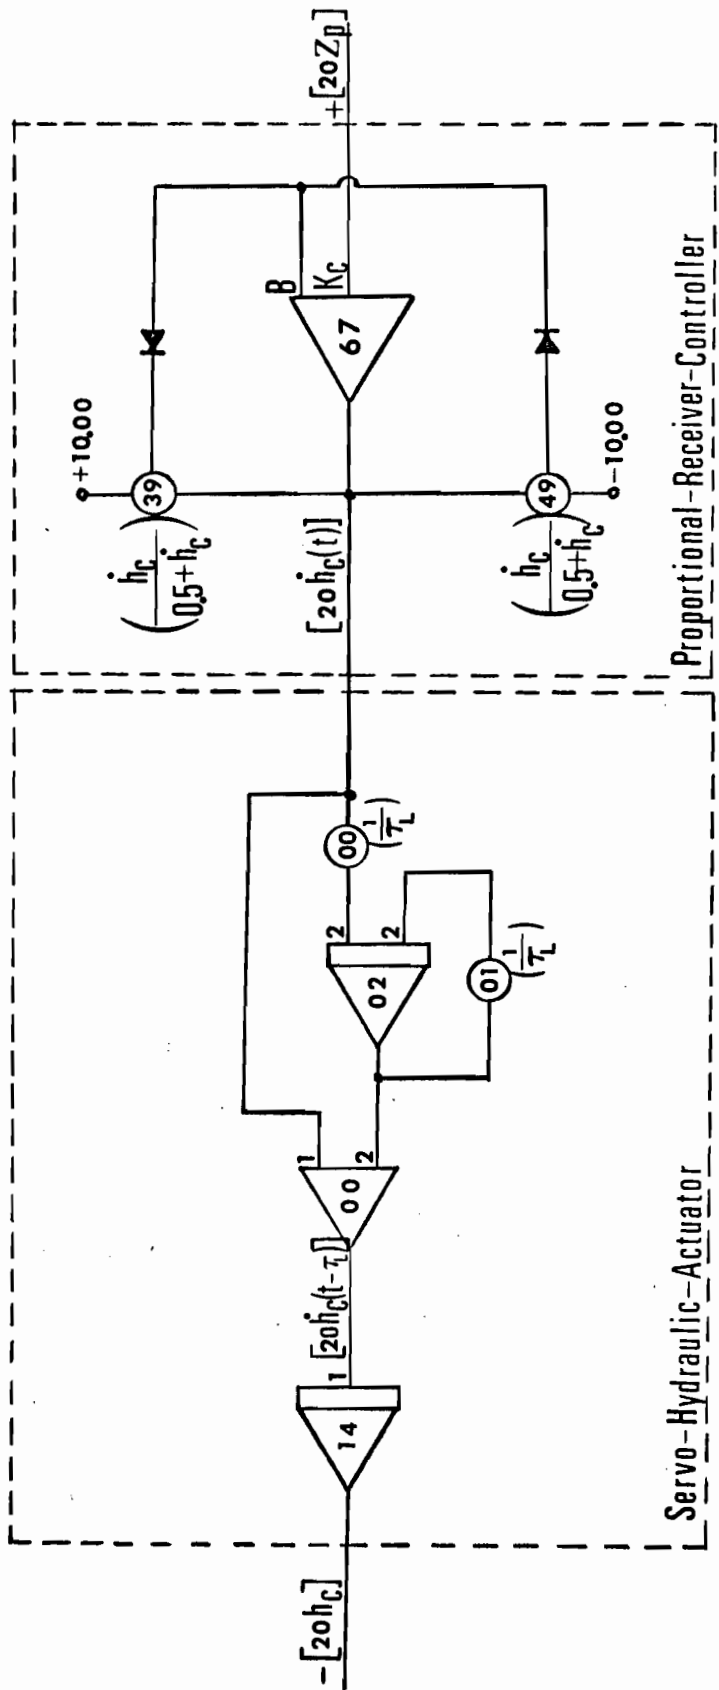 +[20Zp]
+10.00
39
(ḣc / 0.5+ḣc)
B
Kc
67
[20ḣc(t)]
49
-10.00
(ḣc / 0.5+ḣc)
Proportional-Receiver-Controller
00
(1/τL)
2
2
02
01
(1/τL)
1
2
00
[20ḣc(t-τL)]
1
14
Servo-Hydraulic-Actuator
-[20hc]